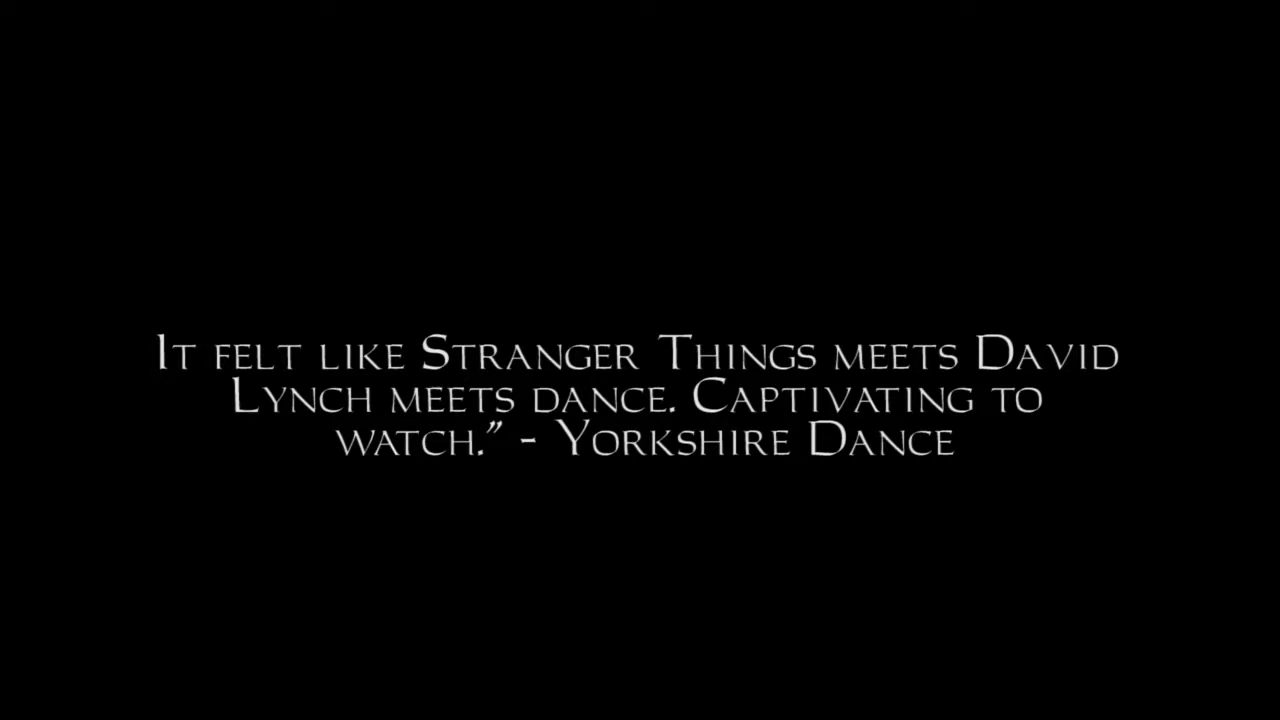 It felt like Stranger Things meets David
Lynch meets dance. Captivating to
watch.” - Yorkshire Dance